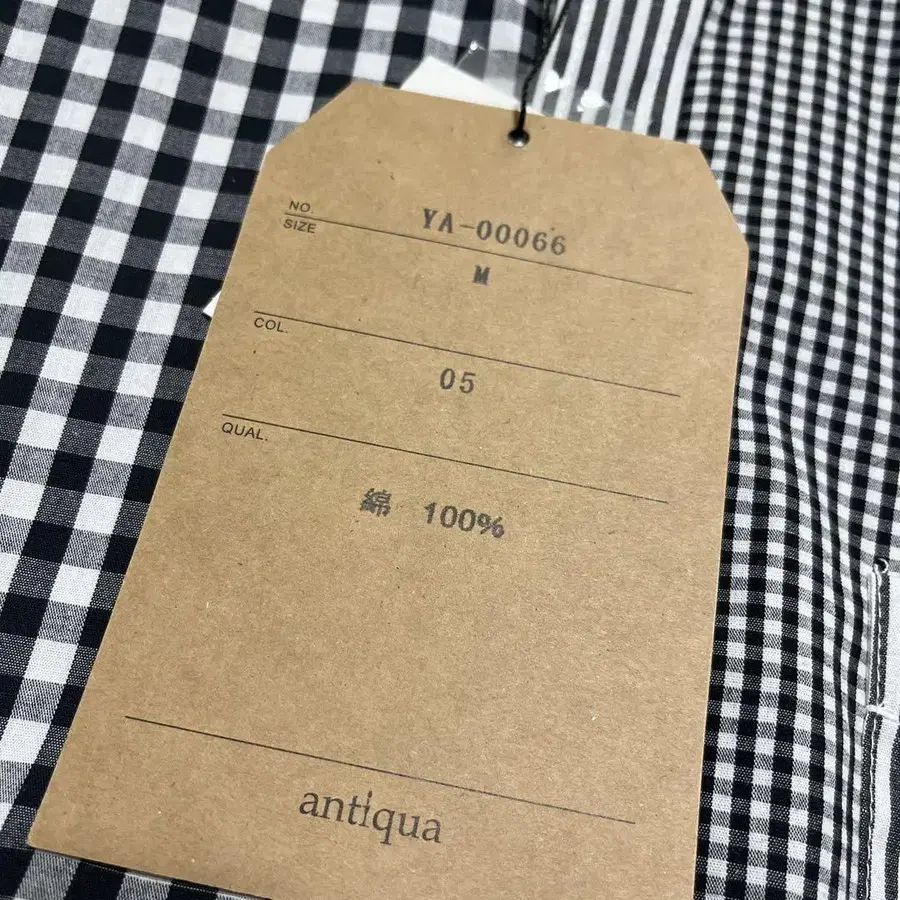 NO. YA-00066
SIZE M
COL. 05
QUAL.
綿 100%
antiqua